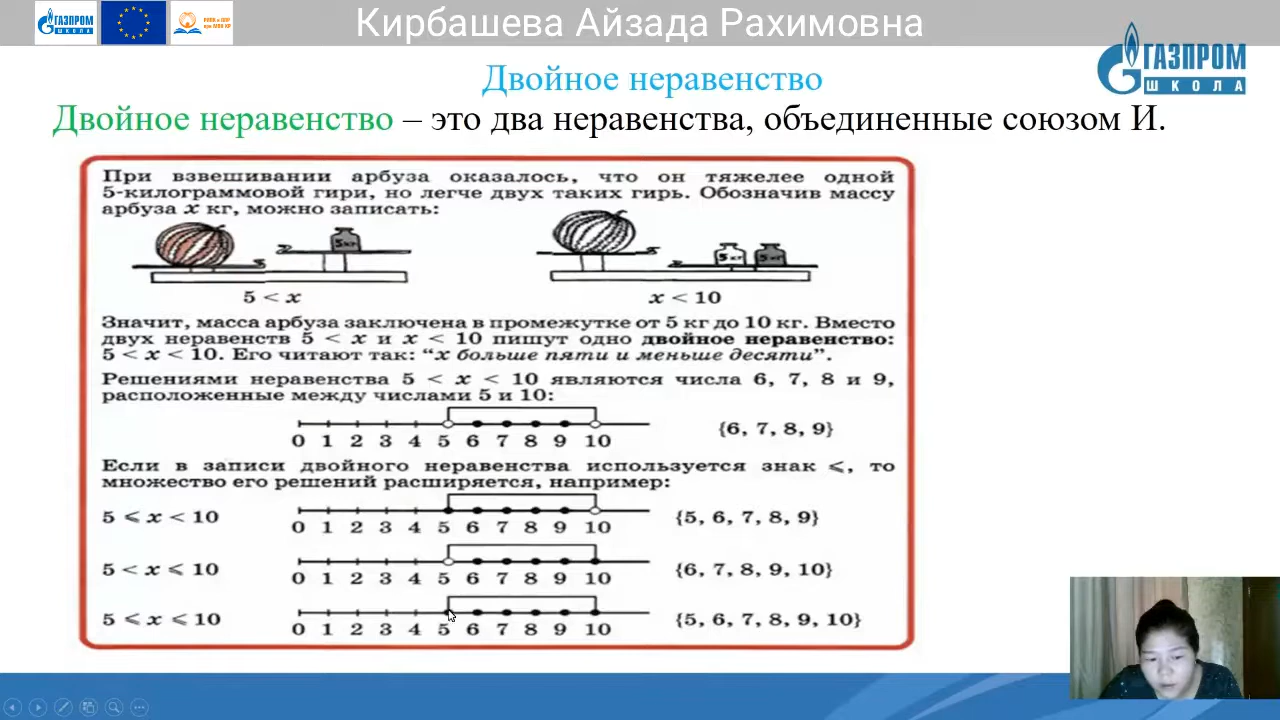 ГАЗПРОМ
ШКОЛА
Кирбашева Айзада Рахимовна
ГАЗПРОМ
ШКОЛА
Двойное неравенство
Двойное неравенство – это два неравенства, объединенные союзом И.
При взвешивании арбуза оказалось, что он тяжелее одной
5-килограммовой гири, но легче двух таких гирь. Обозначив массу
арбуза x кг, можно записать:
5 кг
5 кг 5 кг
5 < x
x < 10
Значит, масса арбуза заключена в промежутке от 5 кг до 10 кг. Вместо
двух неравенств 5 < x и x < 10 пишут одно двойное неравенство:
5 < x < 10. Его читают так: “x больше пяти и меньше десяти”.
Решениями неравенства 5 < x < 10 являются числа 6, 7, 8 и 9,
расположенные между числами 5 и 10:
0 1 2 3 4 5 6 7 8 9 10
{6, 7, 8, 9}
Если в записи двойного неравенства используется знак ⩽, то
множество его решений расширяется, например:
5 ⩽ x < 10
0 1 2 3 4 5 6 7 8 9 10
{5, 6, 7, 8, 9}
5 < x ⩽ 10
0 1 2 3 4 5 6 7 8 9 10
{6, 7, 8, 9, 10}
5 ⩽ x ⩽ 10
0 1 2 3 4 5 6 7 8 9 10
{5, 6, 7, 8, 9, 10}